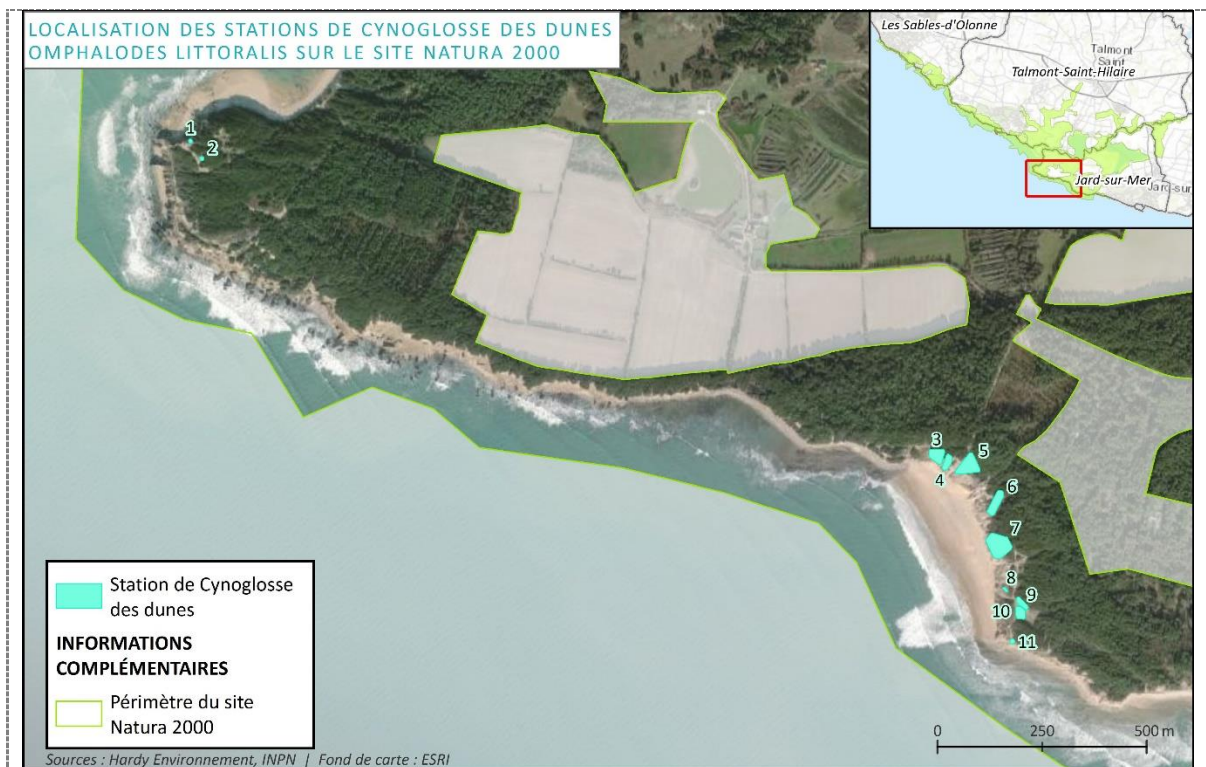 LOCALISATION DES STATIONS DE CYNOGLOSSE DES DUNES
OMPHALODES LITTORALIS SUR LE SITE NATURA 2000
Les Sables-d'Olonne
Talmont
Saint
Talmont-Saint-Hilaire
Jard-sur-Mer
Jard-sur
1
2
3
4
5
6
7
8
9
10
11
Station de Cynoglosse
des dunes
INFORMATIONS
COMPLÉMENTAIRES
Périmètre du site
Natura 2000
0 250 500 m
Sources : Hardy Environnement, INPN | Fond de carte : ESRI